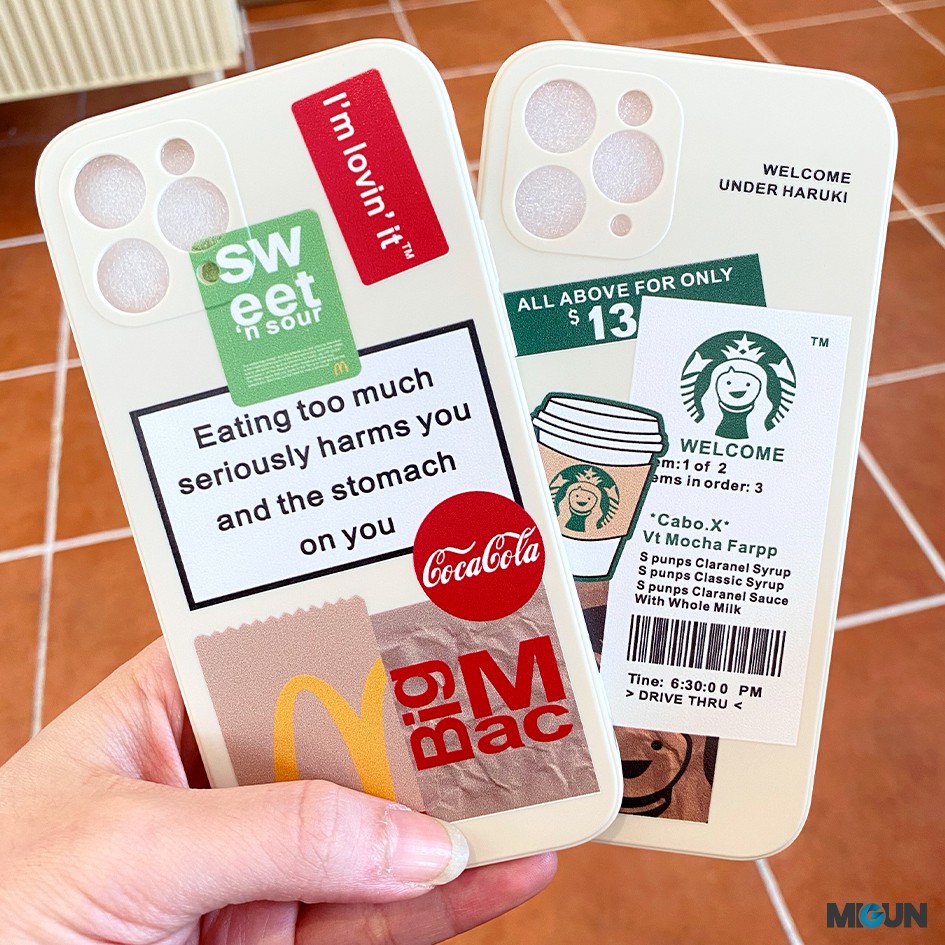 I'm lovin' it™
sw
eet
'n sour
Eating too much
seriously harms you
and the stomach
on you
CocaCola
Big
Mac
WELCOME
UNDER HARUKI
ALL ABOVE FOR ONLY
$ 13
TM
WELCOME
em:1 of 2
ems in order: 3
*Cabo.X*
Vt Mocha Farpp
S punps Claranel Syrup
S punps Classic Syrup
S punps Claranel Sauce
With Whole Milk
Tine: 6:30:00 PM
> DRIVE THRU <
MIGUN